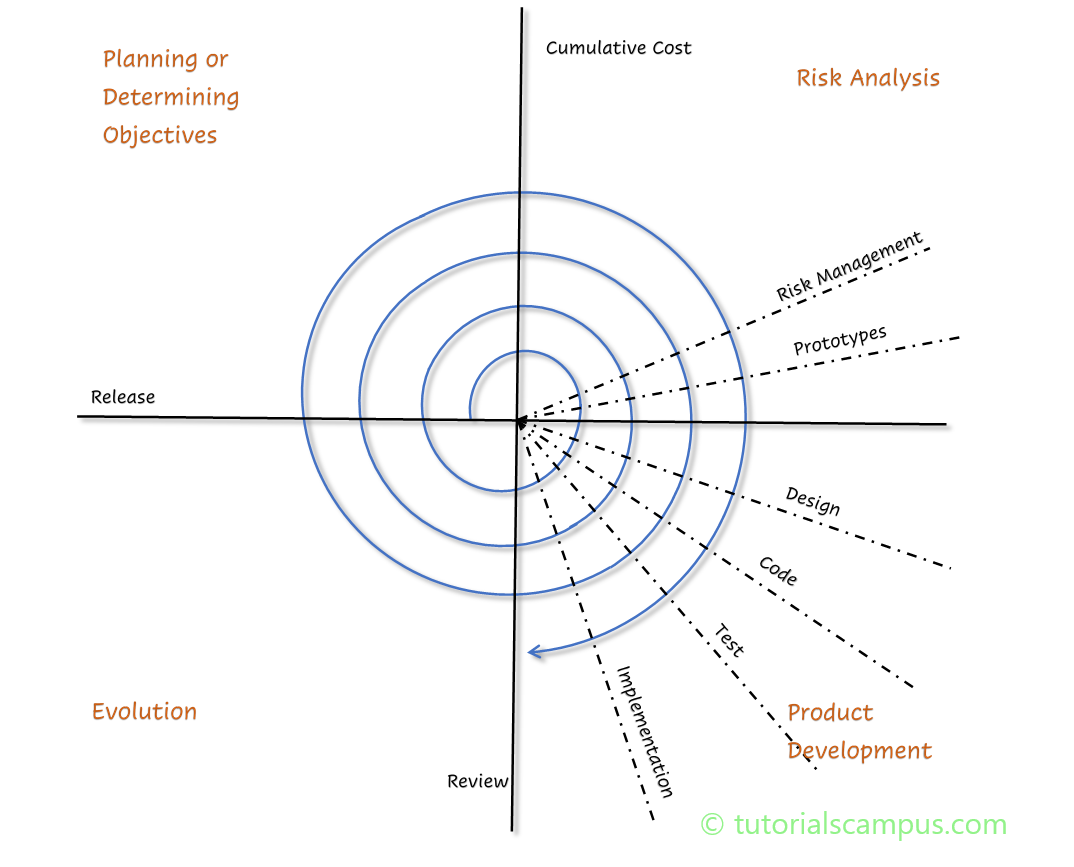 Planning or
Determining
Objectives
Cumulative Cost
Risk Analysis
Risk Management
Prototypes
Release
Design
Code
Test
Implementation
Evolution
Product
Development
Review
© tutorialscampus.com